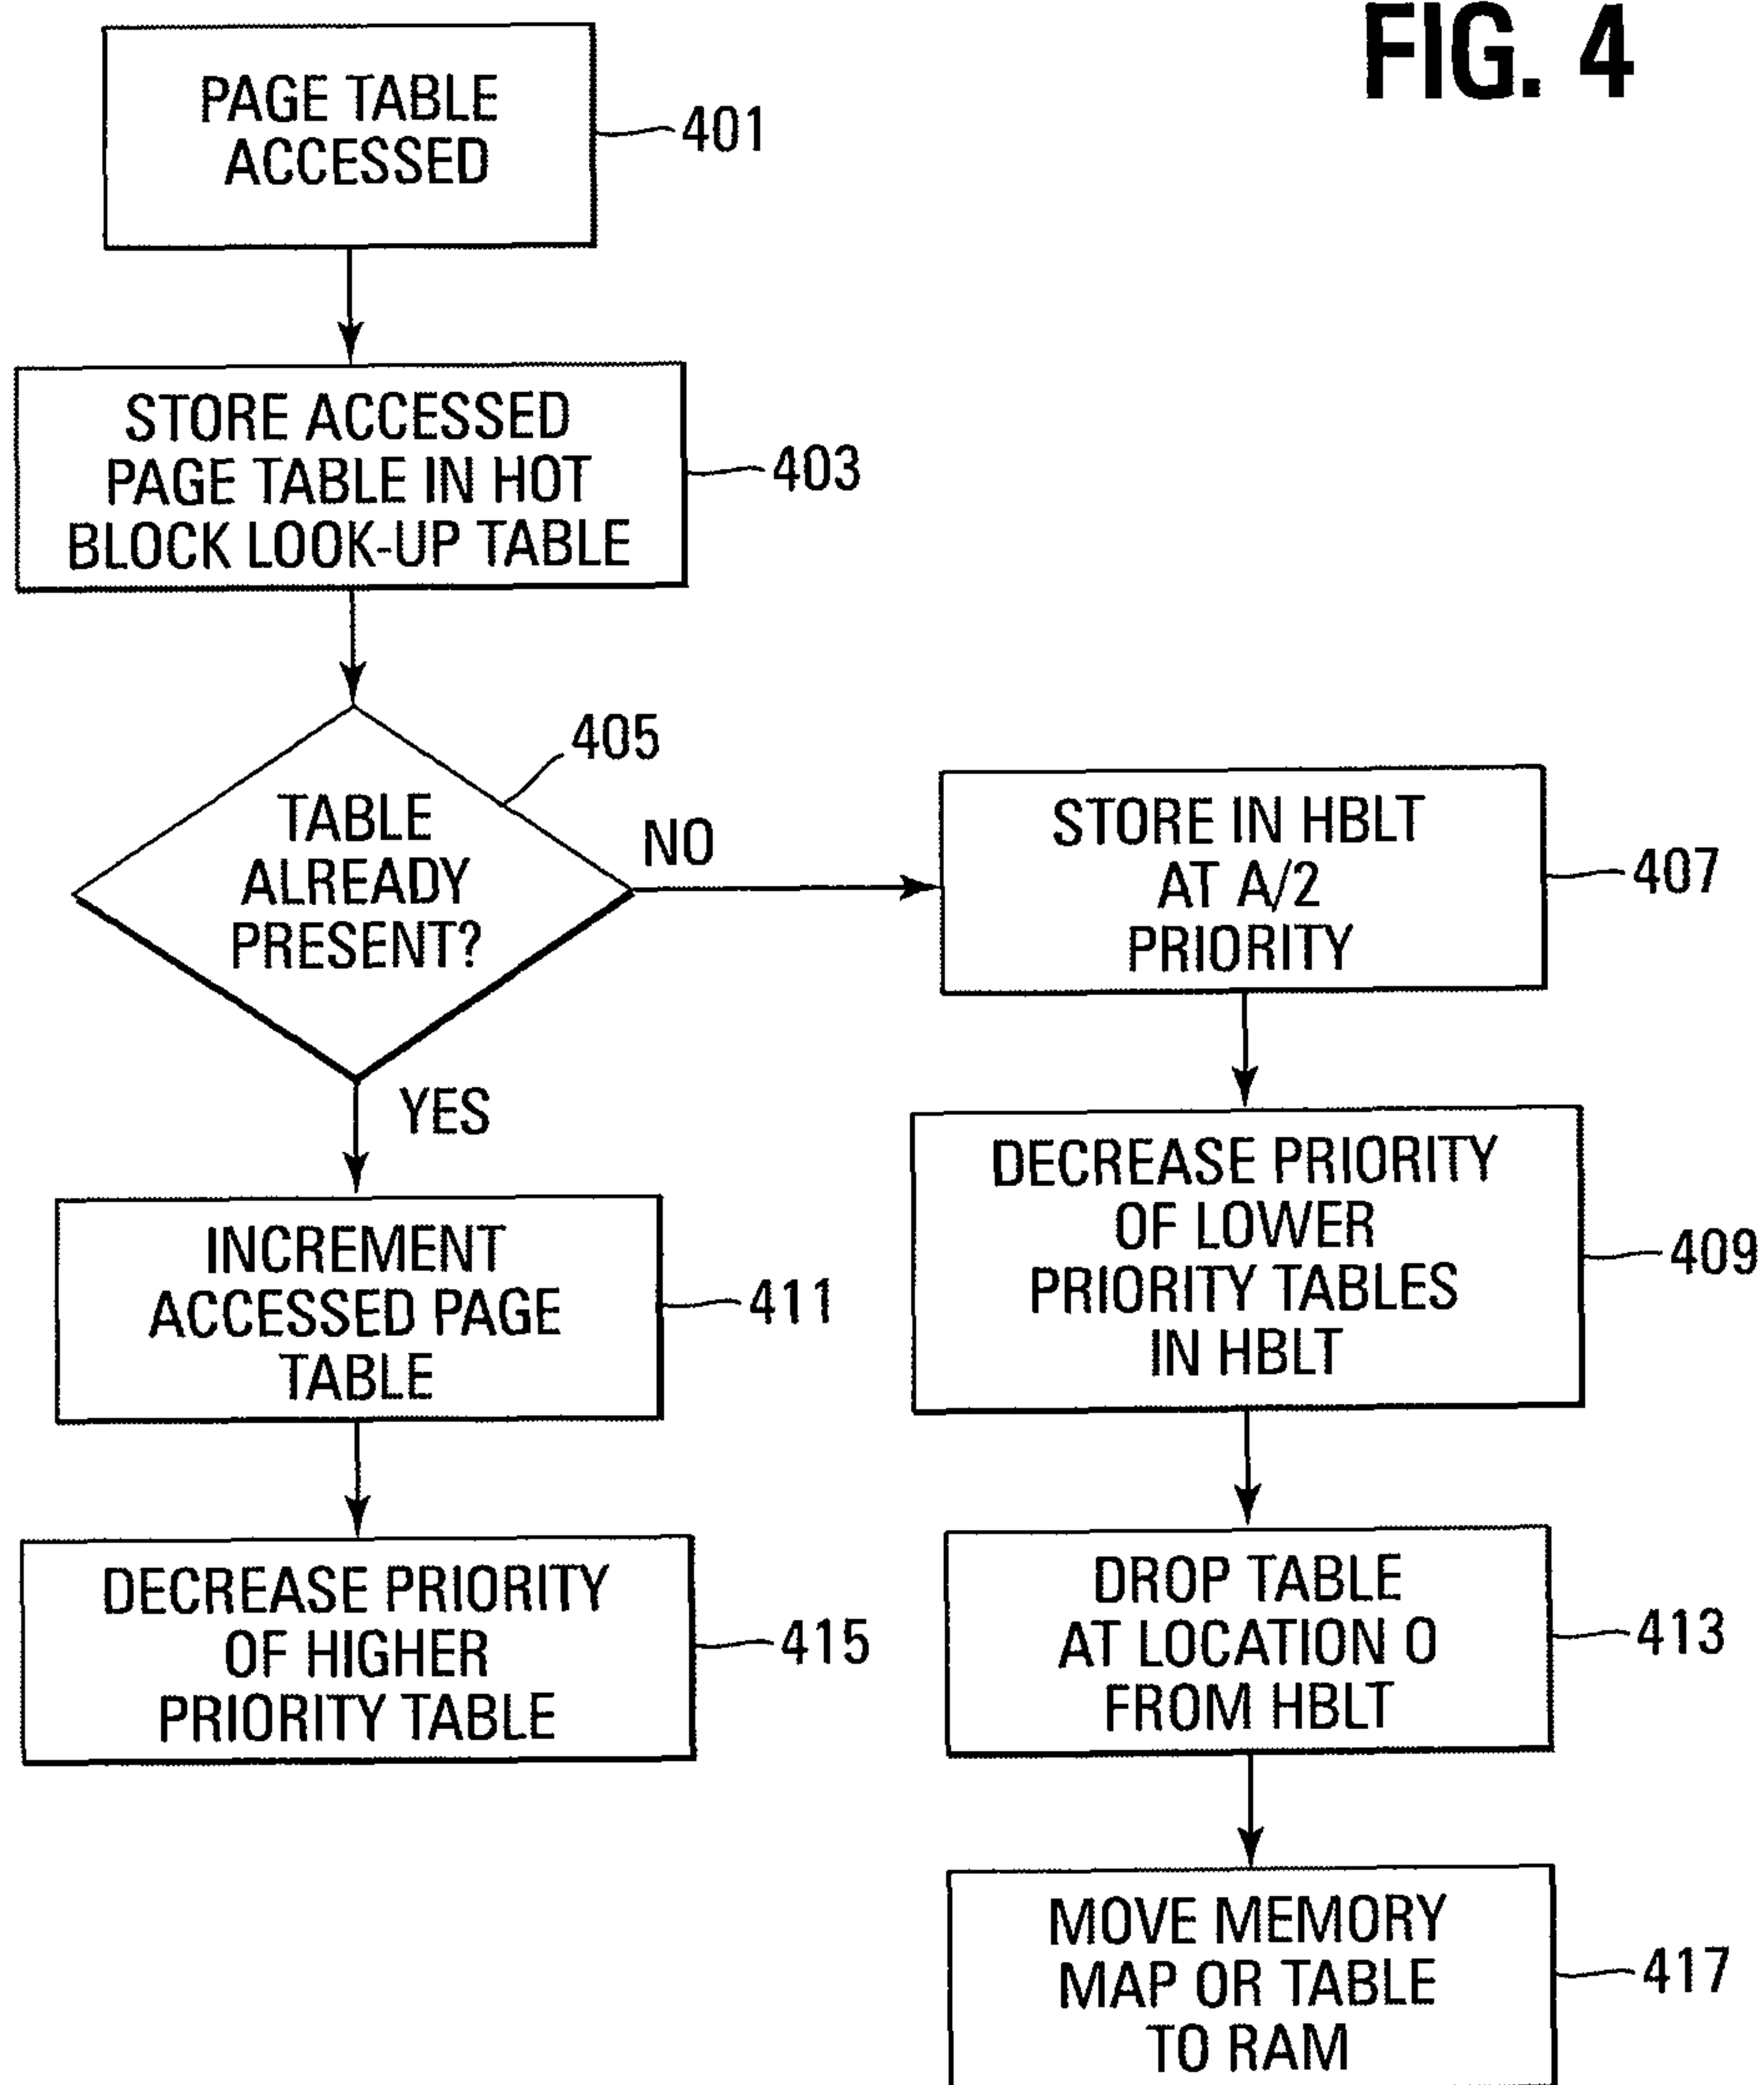 FIG. 4
PAGE TABLE
ACCESSED
401
STORE ACCESSED
PAGE TABLE IN HOT
BLOCK LOOK-UP TABLE
403
405
TABLE
ALREADY
PRESENT?
NO
YES
STORE IN HBLT
AT A/2
PRIORITY
407
DECREASE PRIORITY
OF LOWER
PRIORITY TABLES
IN HBLT
409
INCREMENT
ACCESSED PAGE
TABLE
411
DECREASE PRIORITY
OF HIGHER
PRIORITY TABLE
415
DROP TABLE
AT LOCATION 0
FROM HBLT
413
MOVE MEMORY
MAP OR TABLE
TO RAM
417